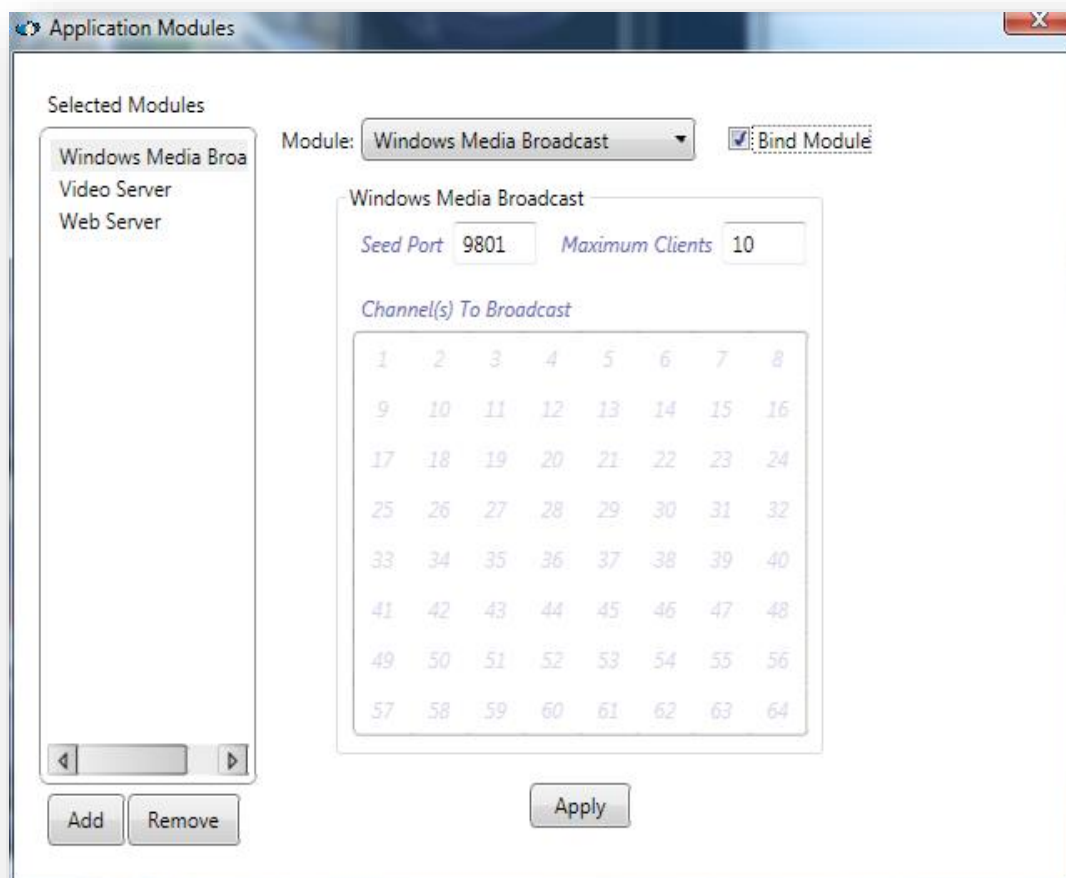 Application Modules
Selected Modules
Windows Media Broa
Video Server
Web Server
Module: Windows Media Broadcast Bind Module
Windows Media Broadcast
Seed Port 9801 Maximum Clients 10
Channel(s) To Broadcast
1 2 3 4 5 6 7 8
9 10 11 12 13 14 15 16
17 18 19 20 21 22 23 24
25 26 27 28 29 30 31 32
33 34 35 36 37 38 39 40
41 42 43 44 45 46 47 48
49 50 51 52 53 54 55 56
57 58 59 60 61 62 63 64
Add Remove
Apply